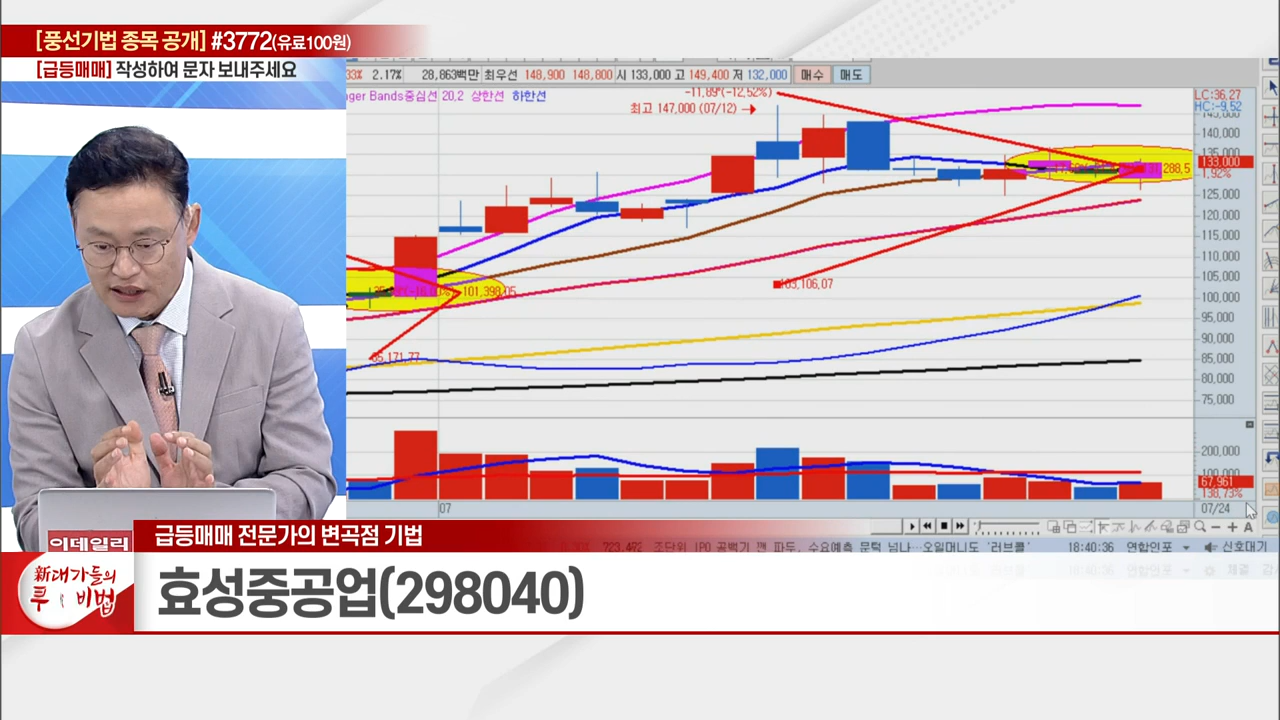 [풍선기법 종목 공개] #3772(유료100원)
[급등매매] 작성하여 문자 보내주세요
2.17% 28,863백만 최우선 148,900 148,800 시 133,000 고 149,400 저 132,000 매수 매도
중심선 20,2 상한선 하한선
-11,89*(-12,52%)
최고 147,000 (07/12)
LC:36,27
HC:-9,52
140,000
135,000
133,000
1,92%
125,000
120,000
115,000
110,000
105,000
100,000
95,000
90,000
85,000
80,000
75,000
101,398,05
85,171,77
103,106,07
200,000
100,000
67,961
138,73%
07
07/24
18:40:36 연합인포 신호대기
급등매매 전문가의 변곡점 기법
이데일리
新대가들의
투 비법
효성중공업(298040)